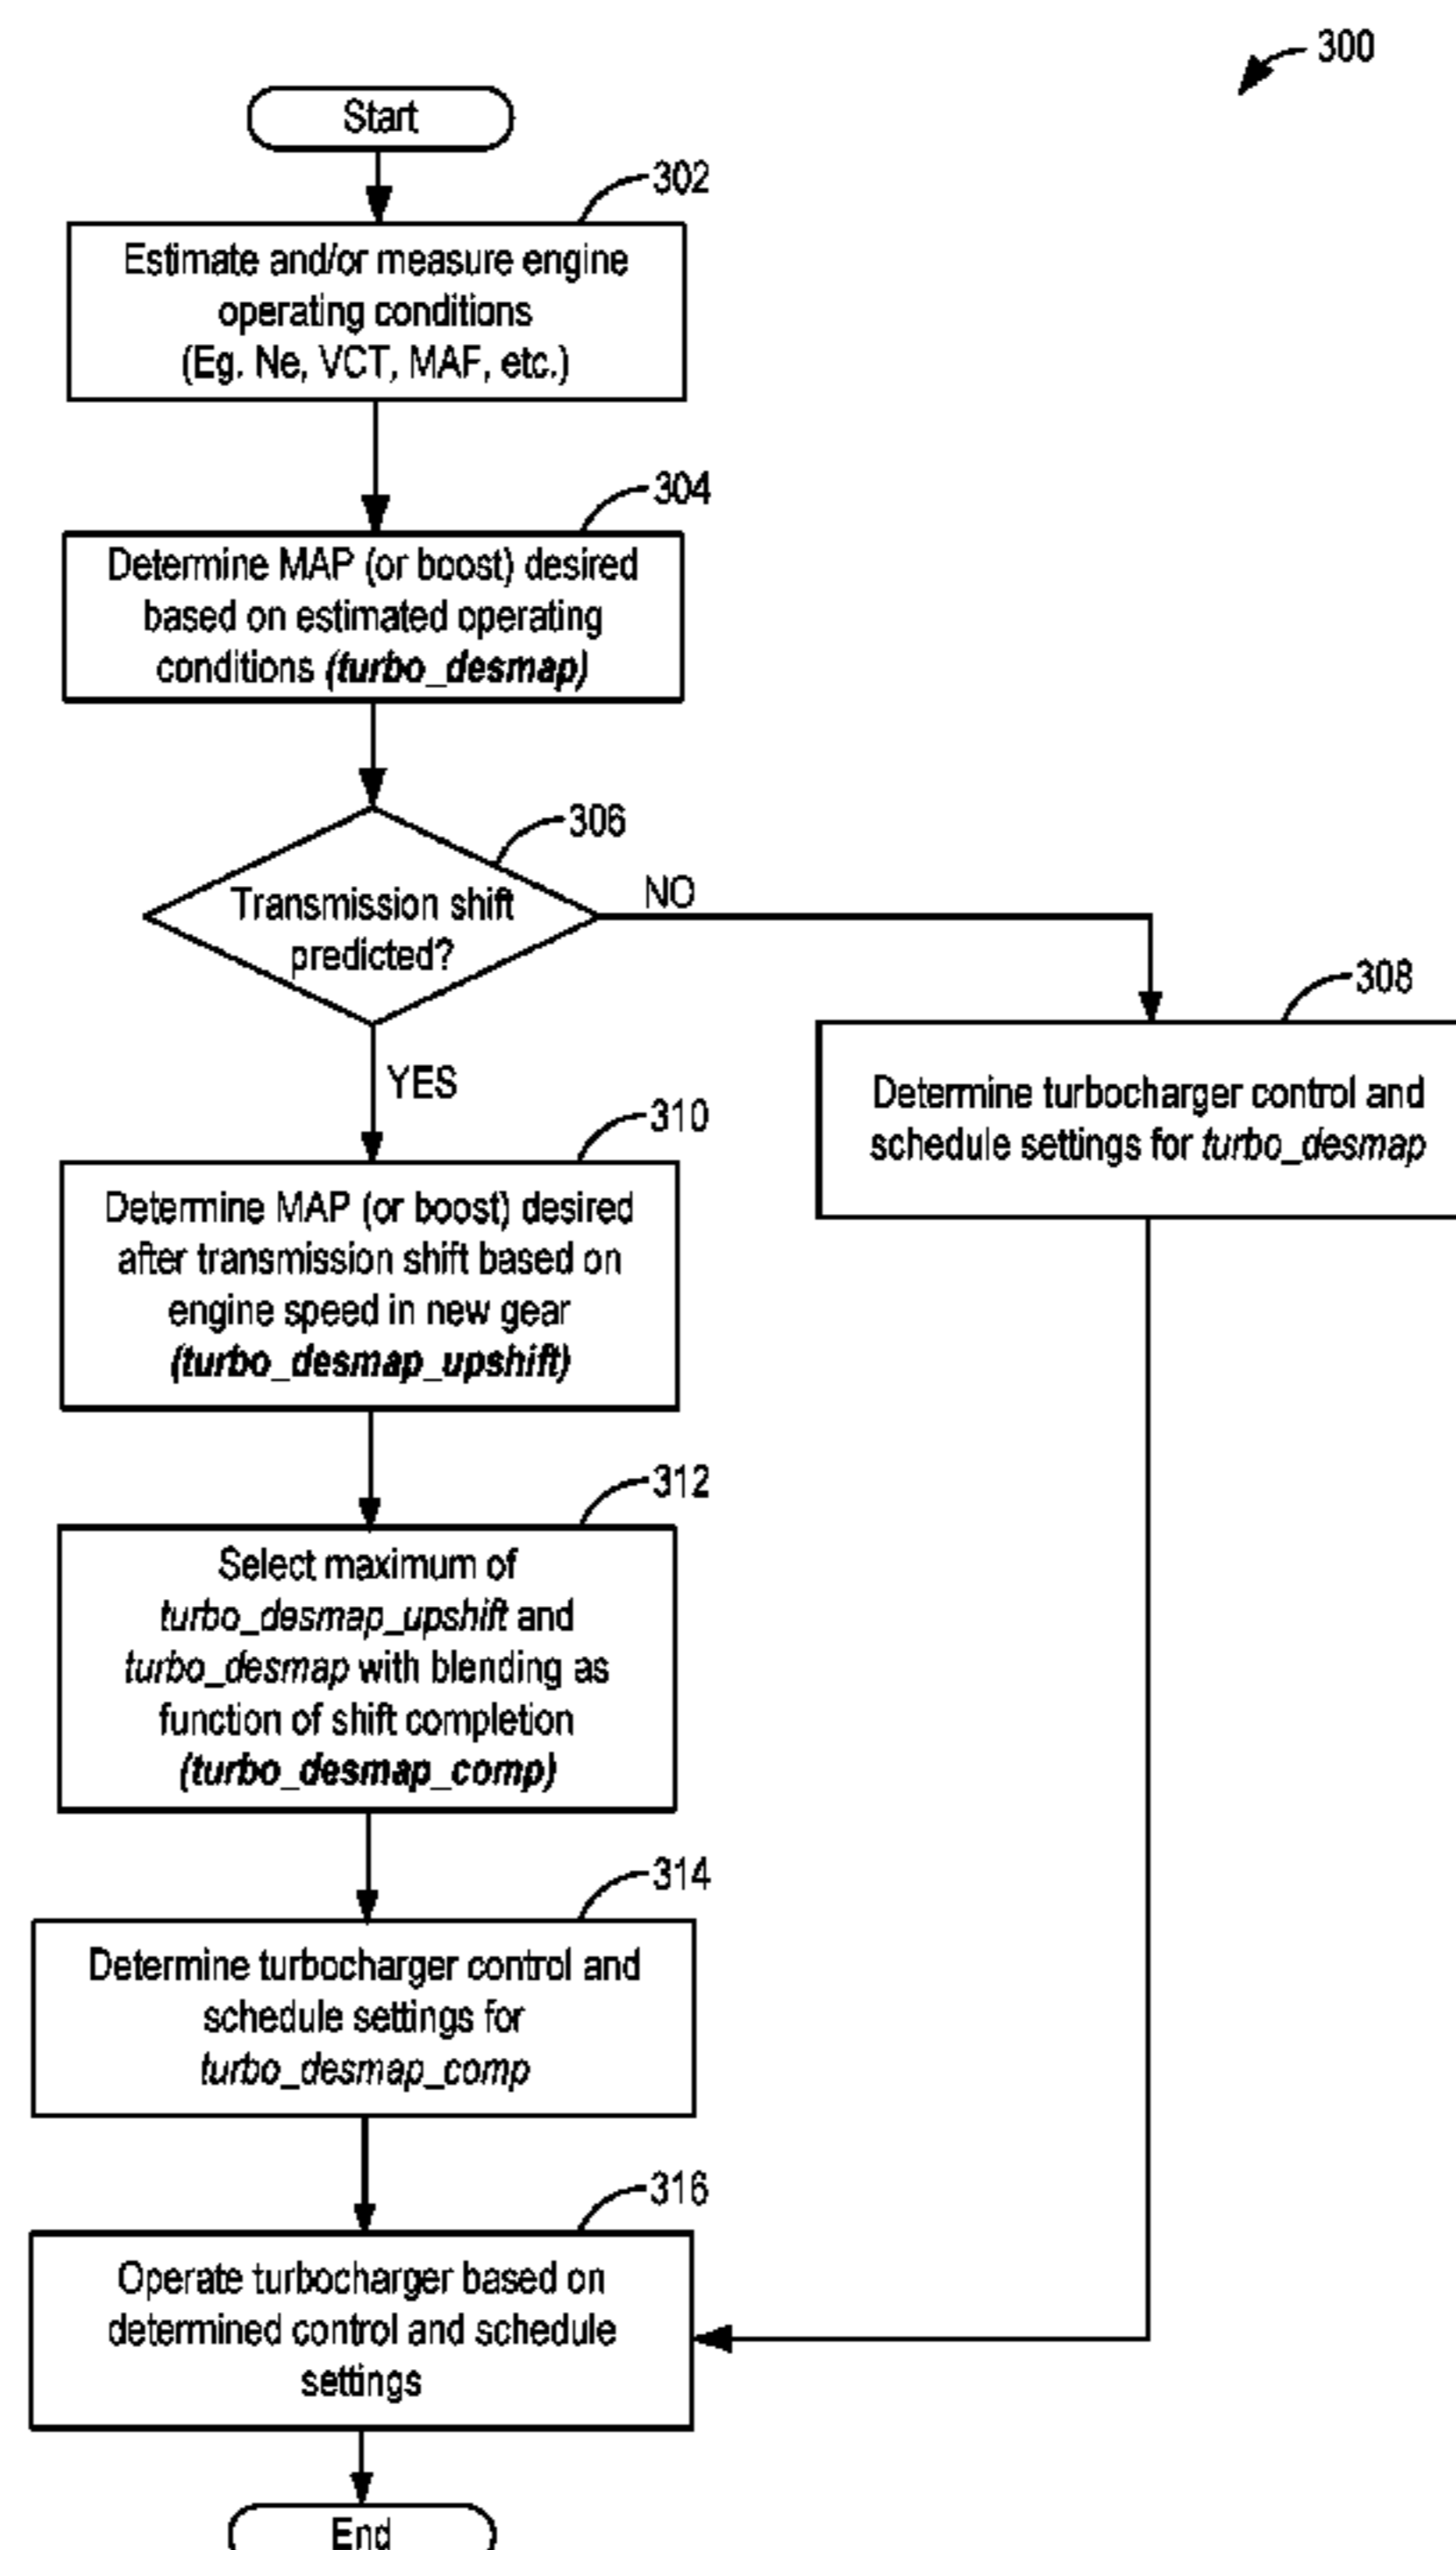 300
Start
302
Estimate and/or measure engine
operating conditions
(Eg. Ne, VCT, MAF, etc.)
304
Determine MAP (or boost) desired
based on estimated operating
conditions (turbo_desmap)
306
Transmission shift
predicted?
NO
308
Determine turbocharger control and
schedule settings for turbo_desmap
YES
310
Determine MAP (or boost) desired
after transmission shift based on
engine speed in new gear
(turbo_desmap_upshift)
312
Select maximum of
turbo_desmap_upshift and
turbo_desmap with blending as
function of shift completion
(turbo_desmap_comp)
314
Determine turbocharger control and
schedule settings for
turbo_desmap_comp
316
Operate turbocharger based on
determined control and schedule
settings
End